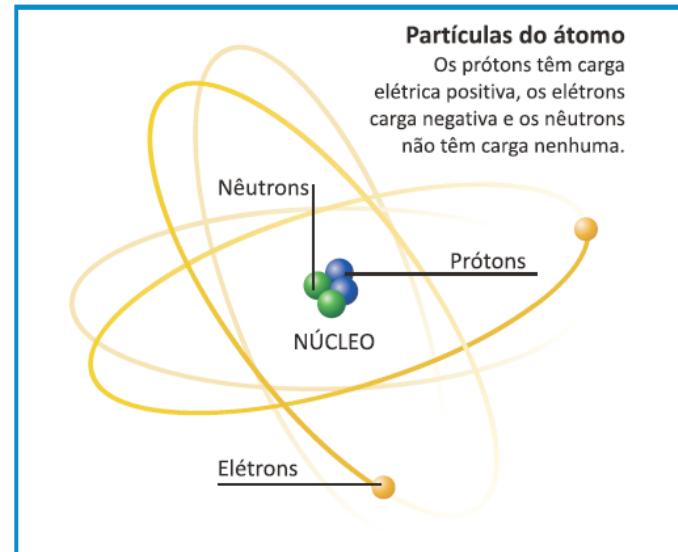 Partículas do átomo
Os prótons têm carga
elétrica positiva, os elétrons
carga negativa e os nêutrons
não têm carga nenhuma.
Nêutrons
Prótons
NÚCLEO
Elétrons